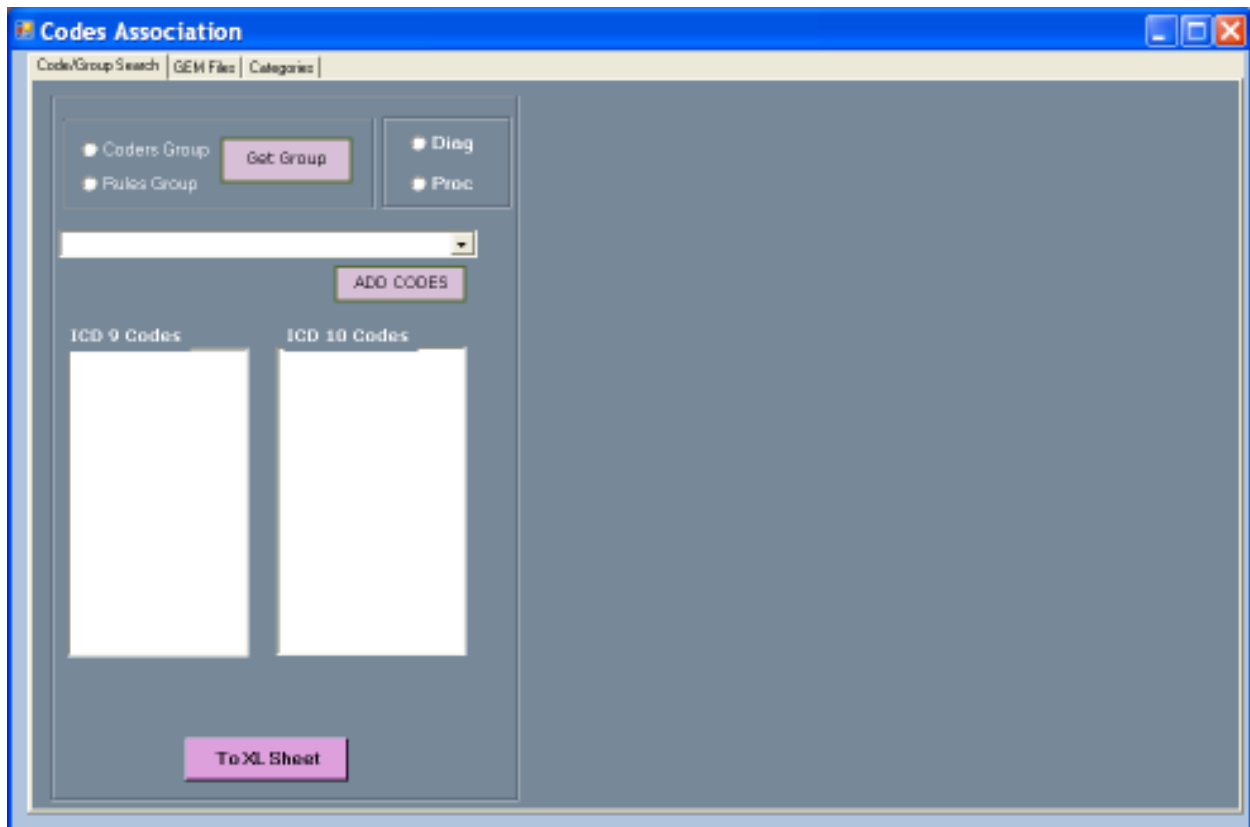 Codes Association
Code/Group Search GEM Files Categories
Coders Group
Rules Group
Get Group
Diag
Proc
ADD CODES
ICD 9 Codes
ICD 10 Codes
To XL Sheet